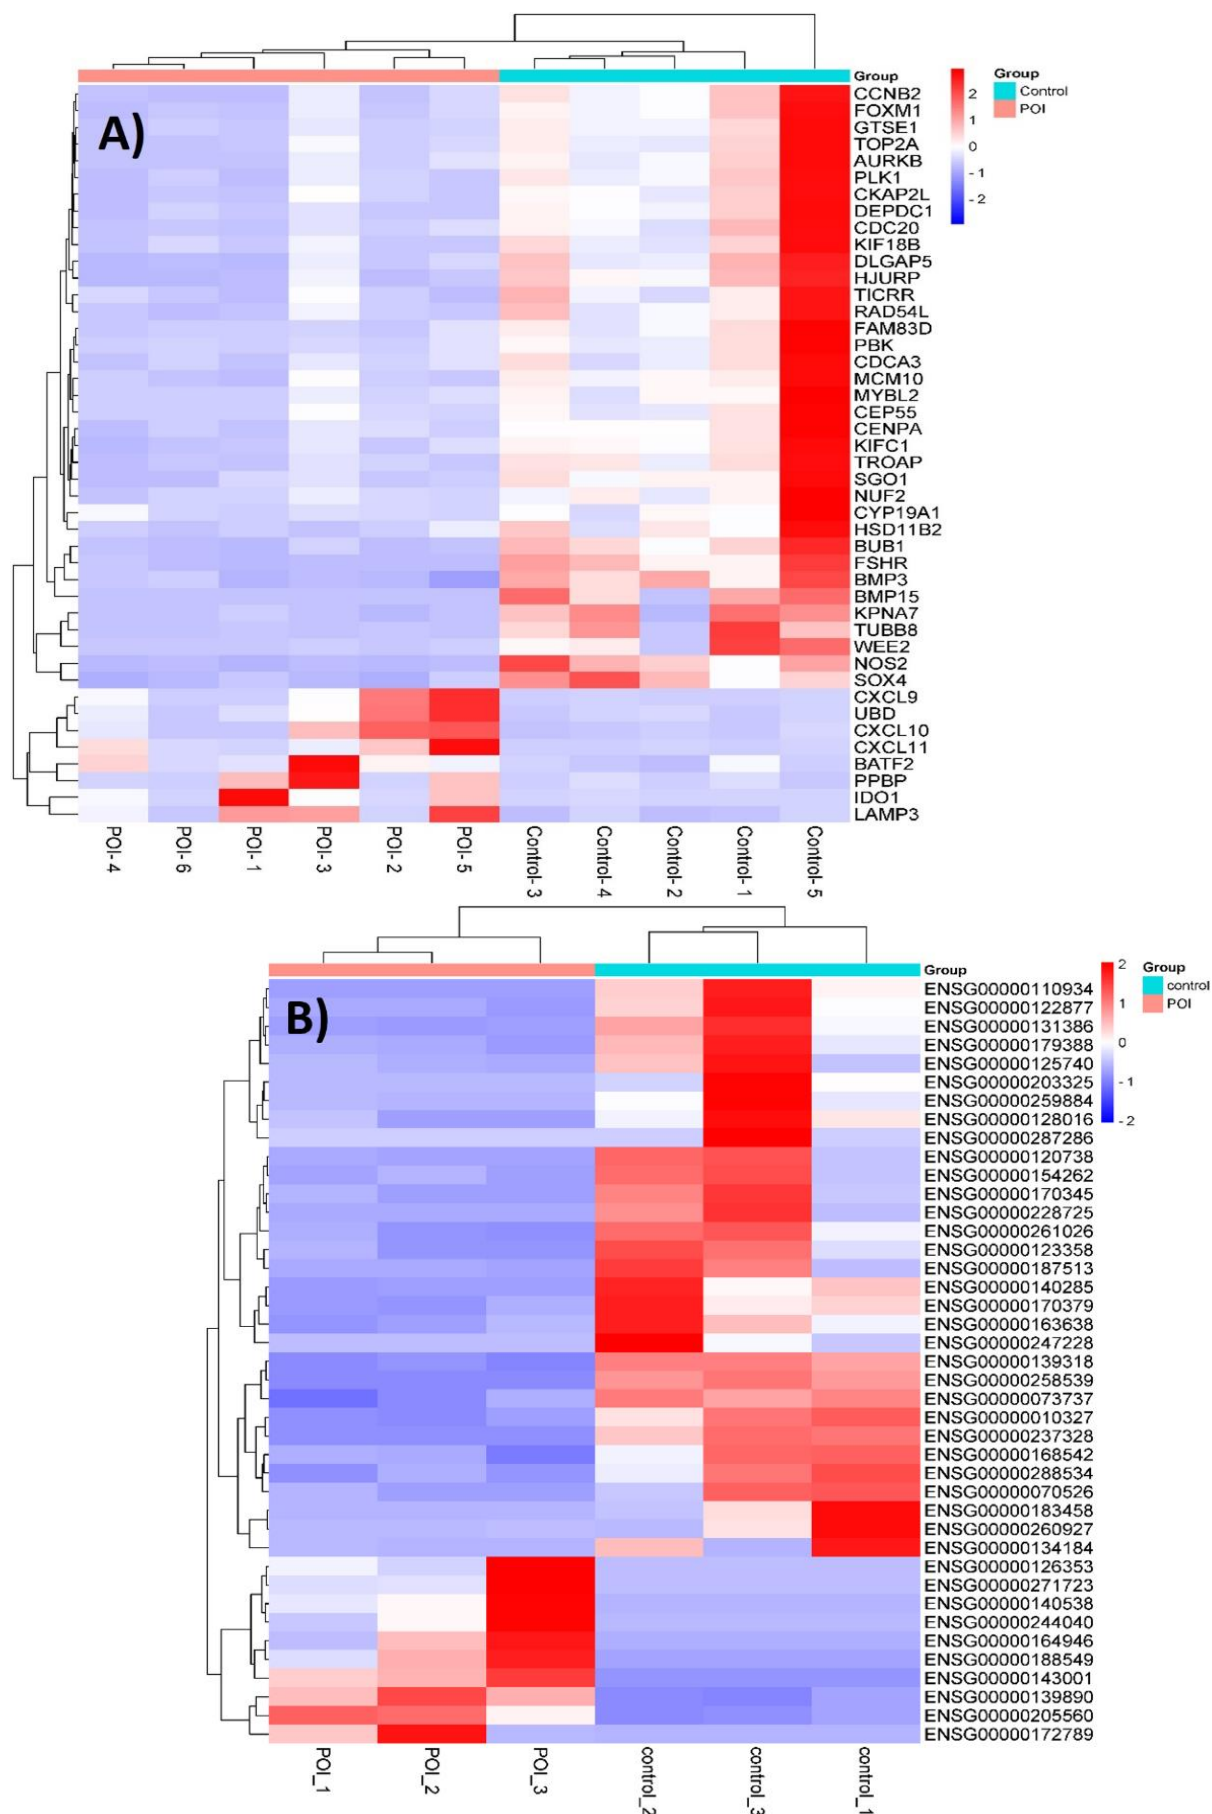 A)
Group
CCNB2
FOXM1
GTSE1
TOP2A
AURKB
PLK1
CKAP2L
DEPDC1
CDC20
KIF18B
DLGAP5
HJURP
TICRR
RAD54L
FAM83D
PBK
CDCA3
MCM10
MYBL2
CEP55
CENPA
KIFC1
TROAP
SGO1
NUF2
CYP19A1
HSD11B2
BUB1
FSHR
BMP3
BMP15
KPNA7
TUBB8
WEE2
NOS2
SOX4
CXCL9
UBD
CXCL10
CXCL11
BATF2
PPBP
IDO1
LAMP3
2
1
0
- 1
- 2
Group
Control
POI
POI- 4
POI- 6
POI- 1
POI- 3
POI- 2
POI- 5
Control- 3
Control- 4
Control- 2
Control- 1
Control- 5
B)
Group
ENSG00000110934
ENSG00000122877
ENSG00000131386
ENSG00000179388
ENSG00000125740
ENSG00000203325
ENSG00000259884
ENSG00000128016
ENSG00000287286
ENSG00000120738
ENSG00000154262
ENSG00000170345
ENSG00000228725
ENSG00000261026
ENSG00000123358
ENSG00000187513
ENSG00000140285
ENSG00000170379
ENSG00000163638
ENSG00000247228
ENSG00000139318
ENSG00000258539
ENSG00000073737
ENSG00000010327
ENSG00000237328
ENSG00000168542
ENSG00000288534
ENSG00000070526
ENSG00000183458
ENSG00000260927
ENSG00000134184
ENSG00000126353
ENSG00000271723
ENSG00000140538
ENSG00000244040
ENSG00000164946
ENSG00000188549
ENSG00000143001
ENSG00000139890
ENSG00000205560
ENSG00000172789
2
1
0
- 1
- 2
Group
control
POI
POI_1
POI_2
POI_3
control_2
control_3
control_1